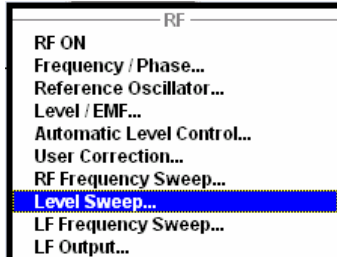 RF
RF ON
Frequency / Phase...
Reference Oscillator...
Level / EMF...
Automatic Level Control...
User Correction...
RF Frequency Sweep...
Level Sweep...
LF Frequency Sweep...
LF Output...